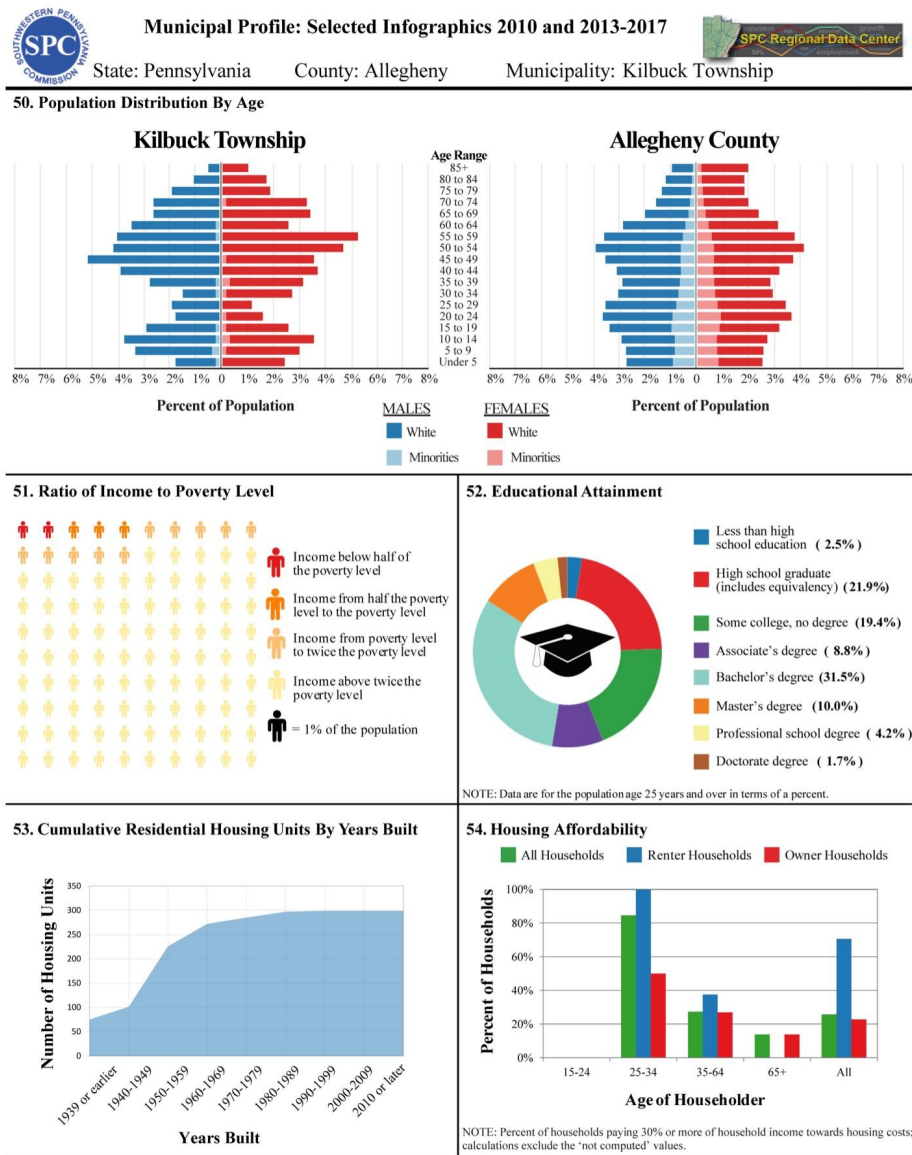 SOUTHWESTERN PENNSYLVANIA
SPC
COMMISSION
Municipal Profile: Selected Infographics 2010 and 2013-2017
SPC Regional Data Center
employment
State: Pennsylvania County: Allegheny Municipality: Kilbuck Township
50. Population Distribution By Age
Kilbuck Township
Allegheny County
Age Range
85+
80 to 84
75 to 79
70 to 74
65 to 69
60 to 64
55 to 59
50 to 54
45 to 49
40 to 44
35 to 39
30 to 34
25 to 29
20 to 24
15 to 19
10 to 14
5 to 9
Under 5
8% 7% 6% 5% 4% 3% 2% 1% 0 1% 2% 3% 4% 5% 6% 7% 8%
8% 7% 6% 5% 4% 3% 2% 1% 0 1% 2% 3% 4% 5% 6% 7% 8%
Percent of Population
Percent of Population
MALES FEMALES
White White
Minorities Minorities
51. Ratio of Income to Poverty Level
Income below half of
the poverty level
Income from half the poverty
level to the poverty level
Income from poverty level
to twice the poverty level
Income above twice the
poverty level
= 1% of the population
52. Educational Attainment
Less than high
school education ( 2.5%)
High school graduate
(includes equivalency) (21.9%)
Some college, no degree (19.4%)
Associate's degree ( 8.8%)
Bachelor's degree (31.5%)
Master's degree (10.0%)
Professional school degree ( 4.2%)
Doctorate degree ( 1.7%)
NOTE: Data are for the population age 25 years and over in terms of a percent.
53. Cumulative Residential Housing Units By Years Built
Number of Housing Units
350
300
250
200
150
100
50
0
1939 or earlier
1940-1949
1950-1959
1960-1969
1970-1979
1980-1989
1990-1999
2000-2009
2010 or later
Years Built
54. Housing Affordability
All Households Renter Households Owner Households
Percent of Households
100%
80%
60%
40%
20%
0%
15-24 25-34 35-64 65+ All
Age of Householder
NOTE: Percent of households paying 30% or more of household income towards housing costs;
calculations exclude the 'not computed' values.